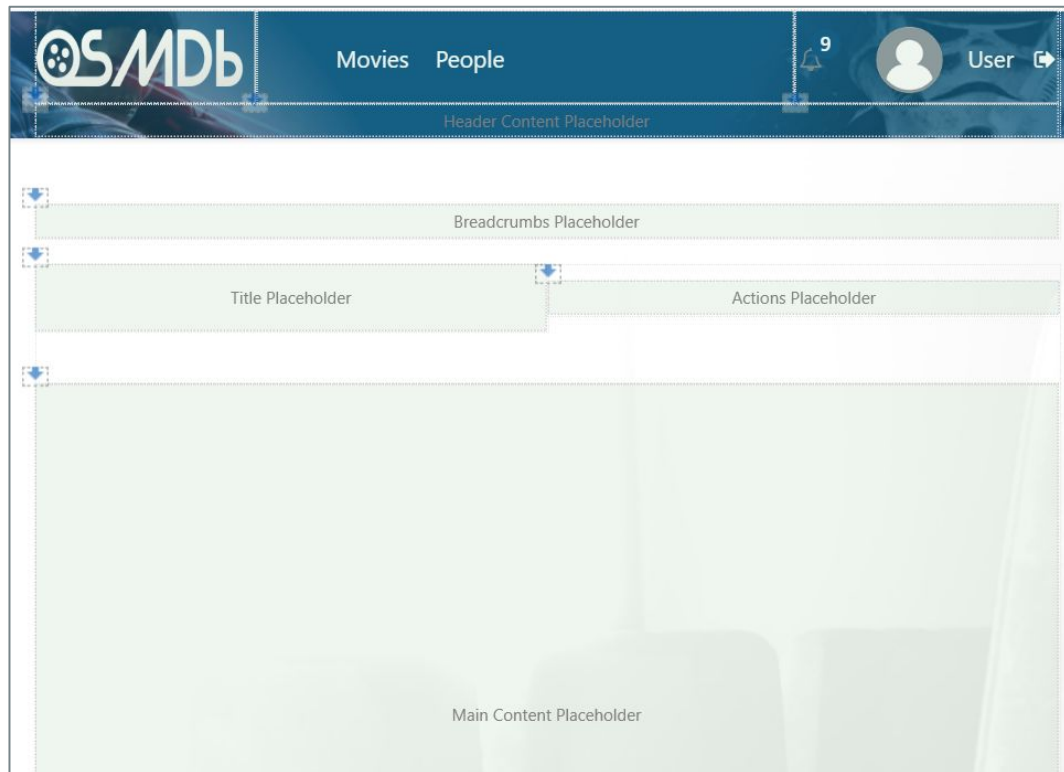 OSMDb
Movies People
9
User
Header Content Placeholder
Breadcrumbs Placeholder
Title Placeholder
Actions Placeholder
Main Content Placeholder